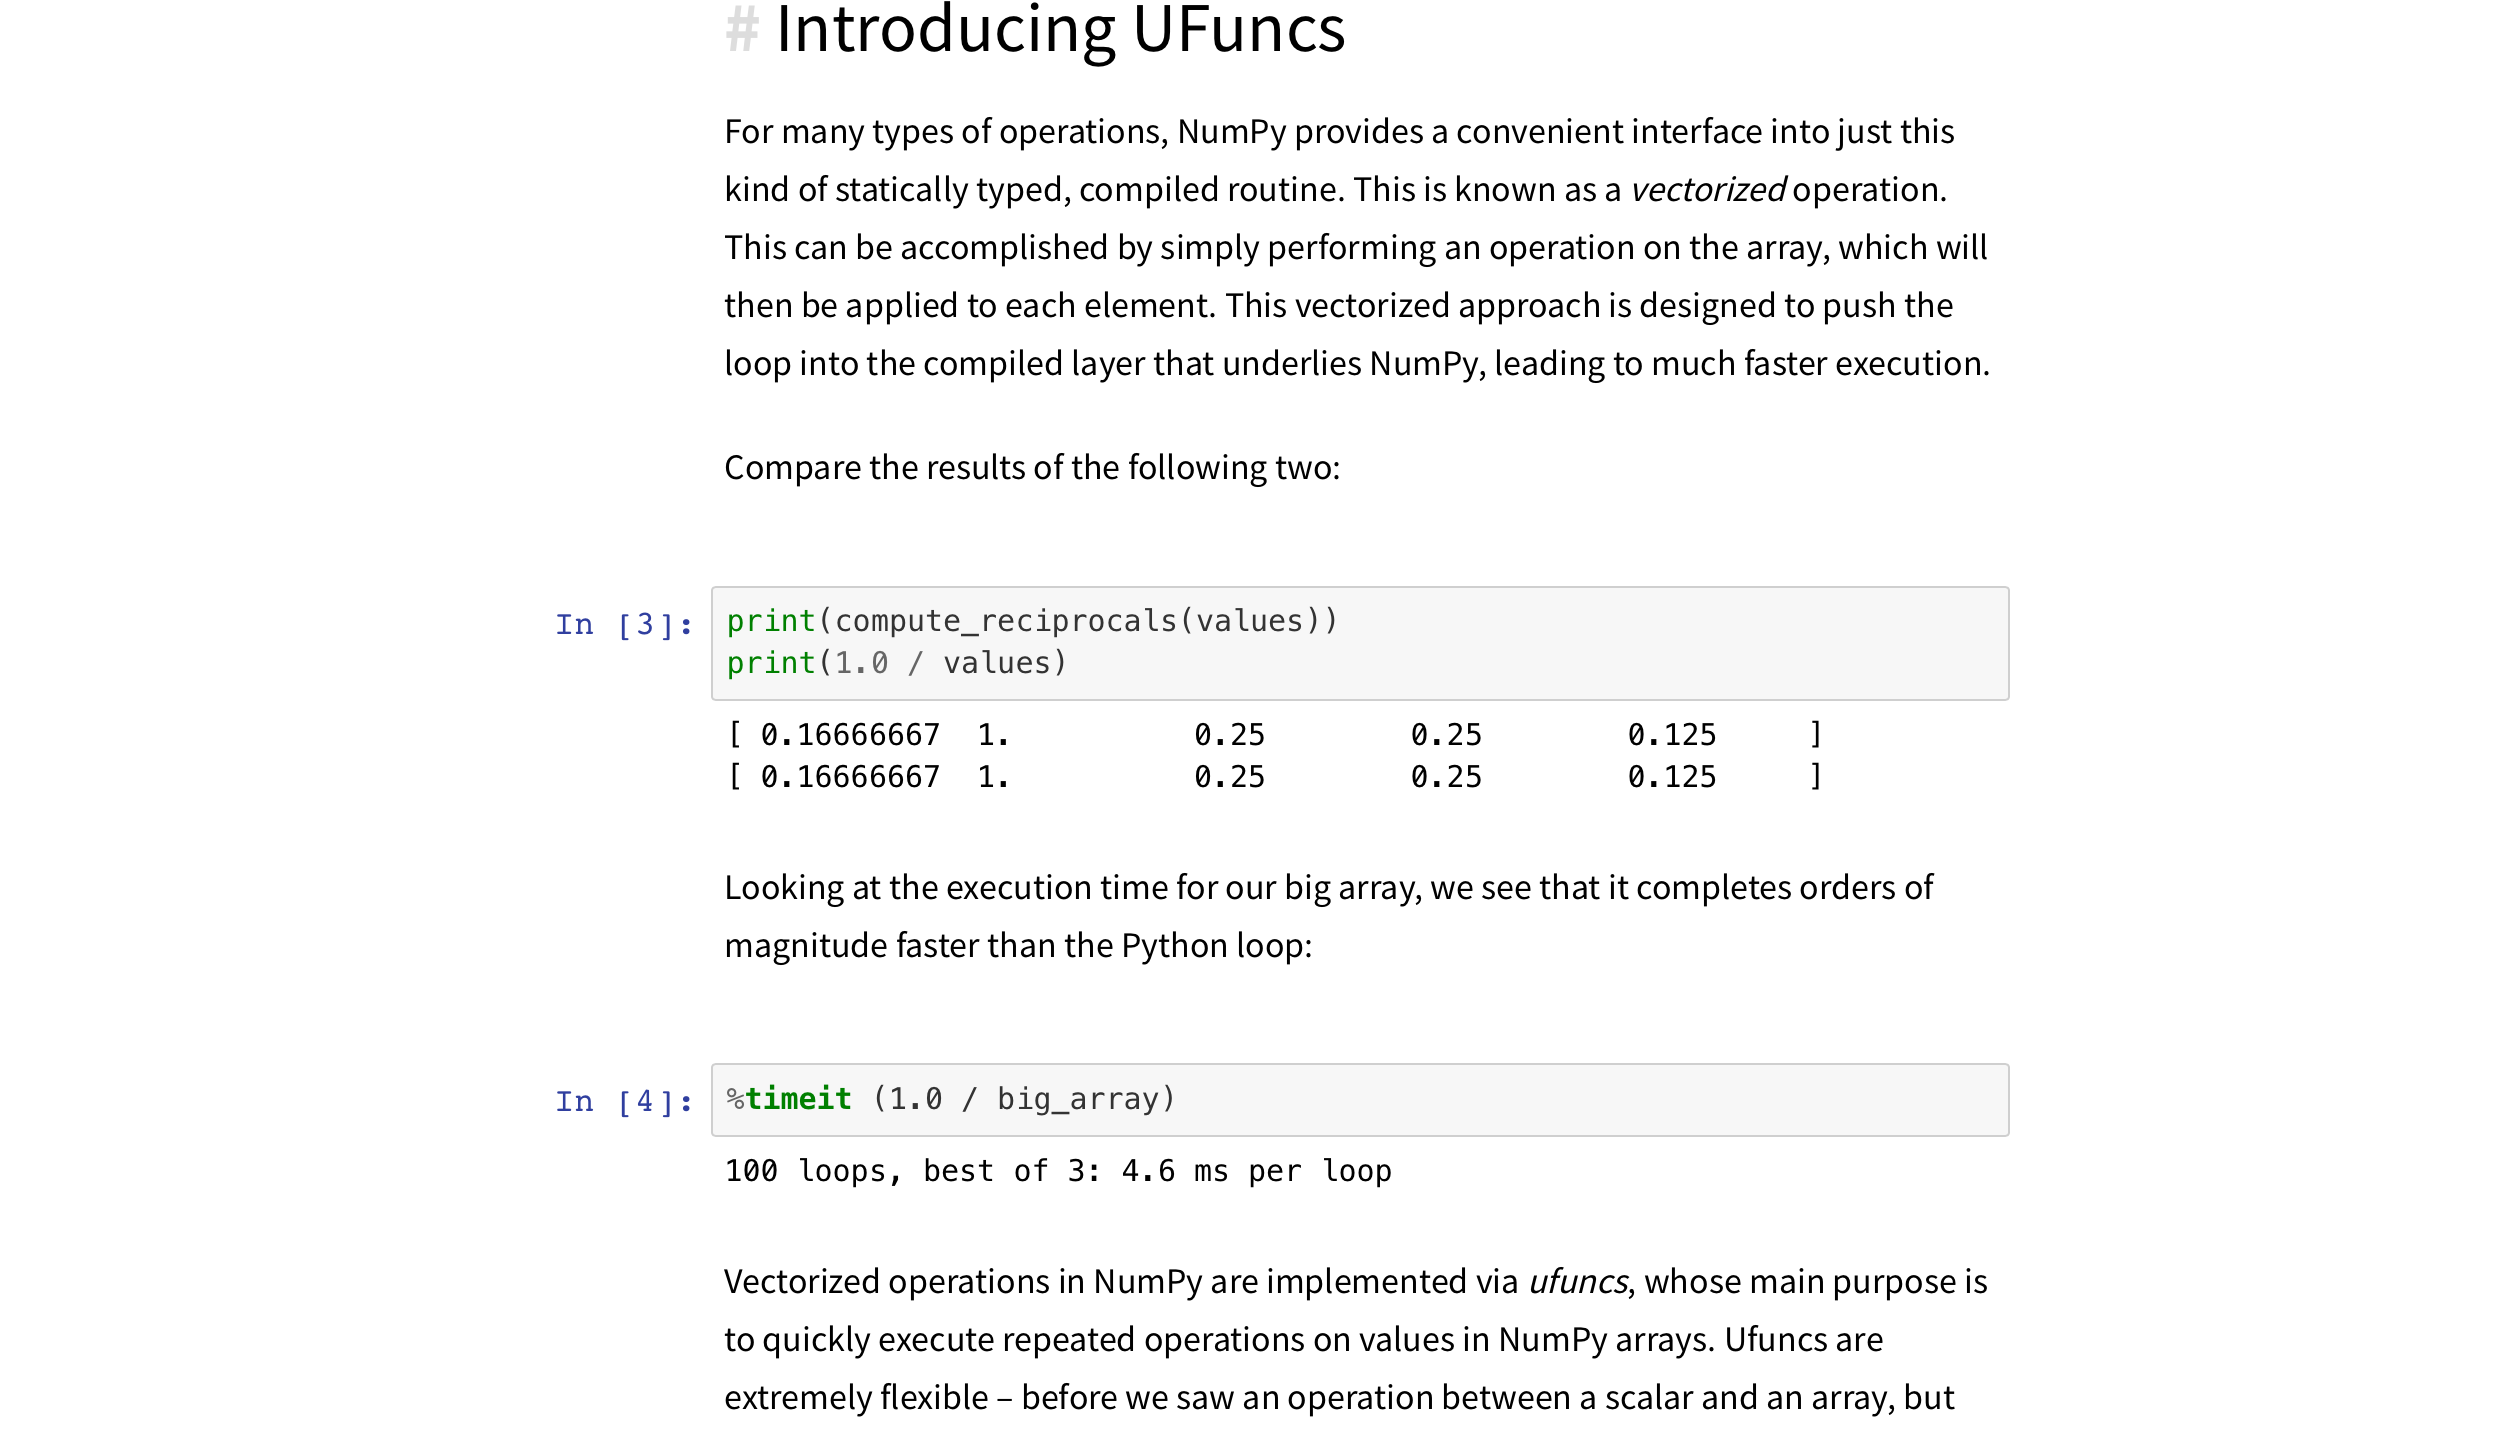 # Introducing UFuncs
For many types of operations, NumPy provides a convenient interface into just this
kind of statically typed, compiled routine. This is known as a vectorized operation.
This can be accomplished by simply performing an operation on the array, which will
then be applied to each element. This vectorized approach is designed to push the
loop into the compiled layer that underlies NumPy, leading to much faster execution.
Compare the results of the following two:
In [3]: print(compute_reciprocals(values))
print(1.0 / values)
[ 0.16666667  1.          0.25        0.25        0.125     ]
[ 0.16666667  1.          0.25        0.25        0.125     ]
Looking at the execution time for our big array, we see that it completes orders of
magnitude faster than the Python loop:
In [4]: %timeit (1.0 / big_array)
100 loops, best of 3: 4.6 ms per loop
Vectorized operations in NumPy are implemented via ufuncs, whose main purpose is
to quickly execute repeated operations on values in NumPy arrays. Ufuncs are
extremely flexible – before we saw an operation between a scalar and an array, but